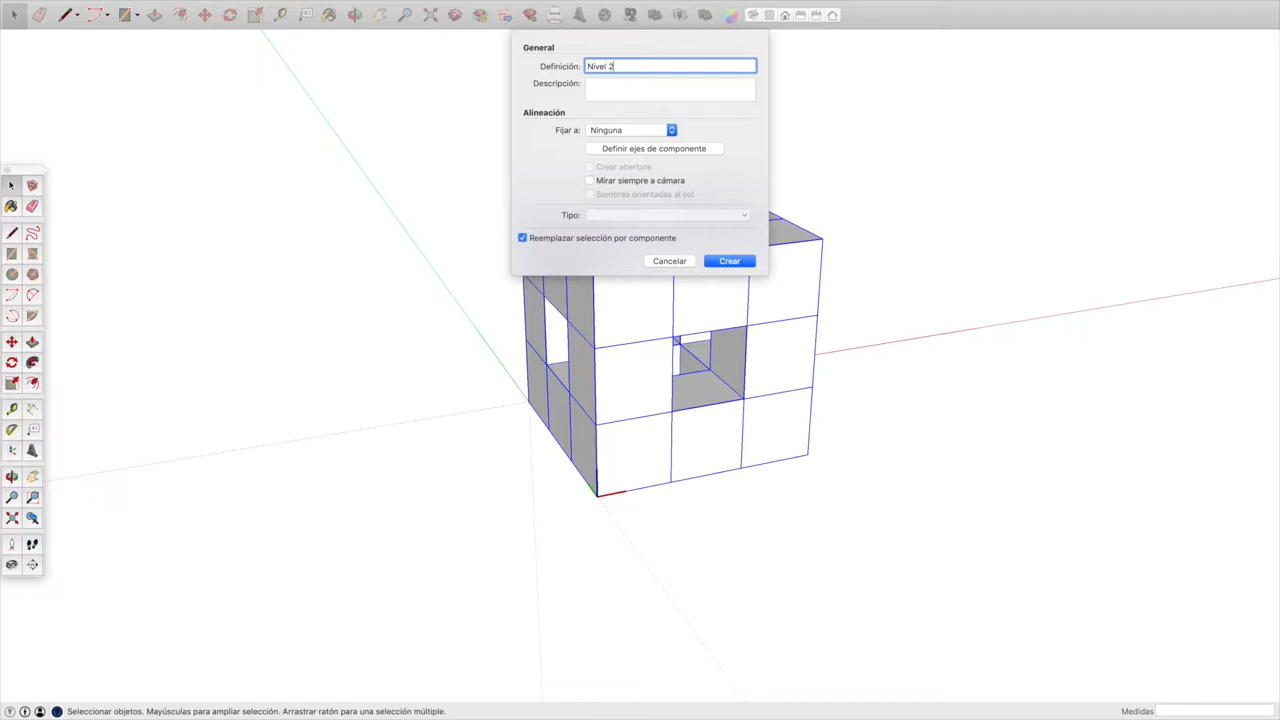 General
Definición: Nivel 2
Descripción:
Alineación
Fijar a: Ninguna
Definir ejes de componente
Crear abertura
Mirar siempre a cámara
Sombras orientadas al sol
Tipo:
Reemplazar selección por componente
Cancelar Crear
Seleccionar objetos. Mayúsculas para ampliar selección. Arrastrar ratón para una selección múltiple. Medidas